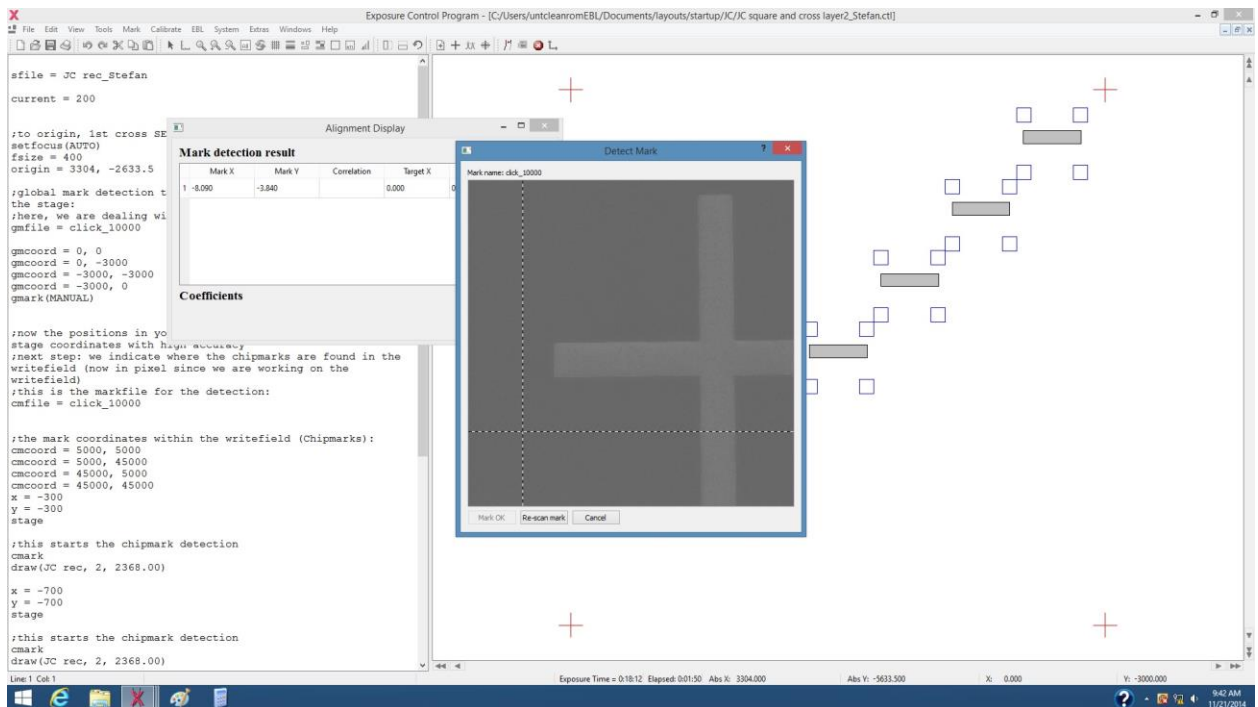 Exposure Control Program - [C:/Users/untcleanromEBL/Documents/layouts/startup/JC/JC square and cross layer2_Stefan.ctl]
File Edit View Tools Mark Calibrate EBL System Extras Windows Help
sfile = JC rec_Stefan
current = 200
;to origin, 1st cross SE
setfocus(AUTO)
fsize = 400
origin = 3304, -2633.5
;global mark detection t
the stage:
;here, we are dealing wi
gmfile = click_10000
gmcoord = 0, 0
gmcoord = 0, -3000
gmcoord = -3000, -3000
gmcoord = -3000, 0
gmark(MANUAL)
;now the positions in yo
stage coordinates with high accuracy
;next step: we indicate where the chipmarks are found in the
writefield (now in pixel since we are working on the
writefield)
;this is the markfile for the detection:
cmfile = click_10000
;the mark coordinates within the writefield (Chipmarks):
cmcoord = 5000, 5000
cmcoord = 5000, 45000
cmcoord = 45000, 5000
cmcoord = 45000, 45000
x = -300
y = -300
stage
;this starts the chipmark detection
cmark
draw(JC rec, 2, 2368.00)
x = -700
y = -700
stage
;this starts the chipmark detection
cmark
draw(JC rec, 2, 2368.00)
Alignment Display
Mark detection result
Mark X Mark Y Correlation Target X
1 -8.090 -3.840 0.000 0
Coefficients
Detect Mark
Mark name: click_10000
Mark OK Re-scan mark Cancel
Line: 1 Col: 1
Exposure Time = 0:18:12 Elapsed: 0:01:50 Abs X: 3304.000 Abs Y: -5633.500 X: 0.000 Y: -3000.000
9:42 AM
11/21/2014